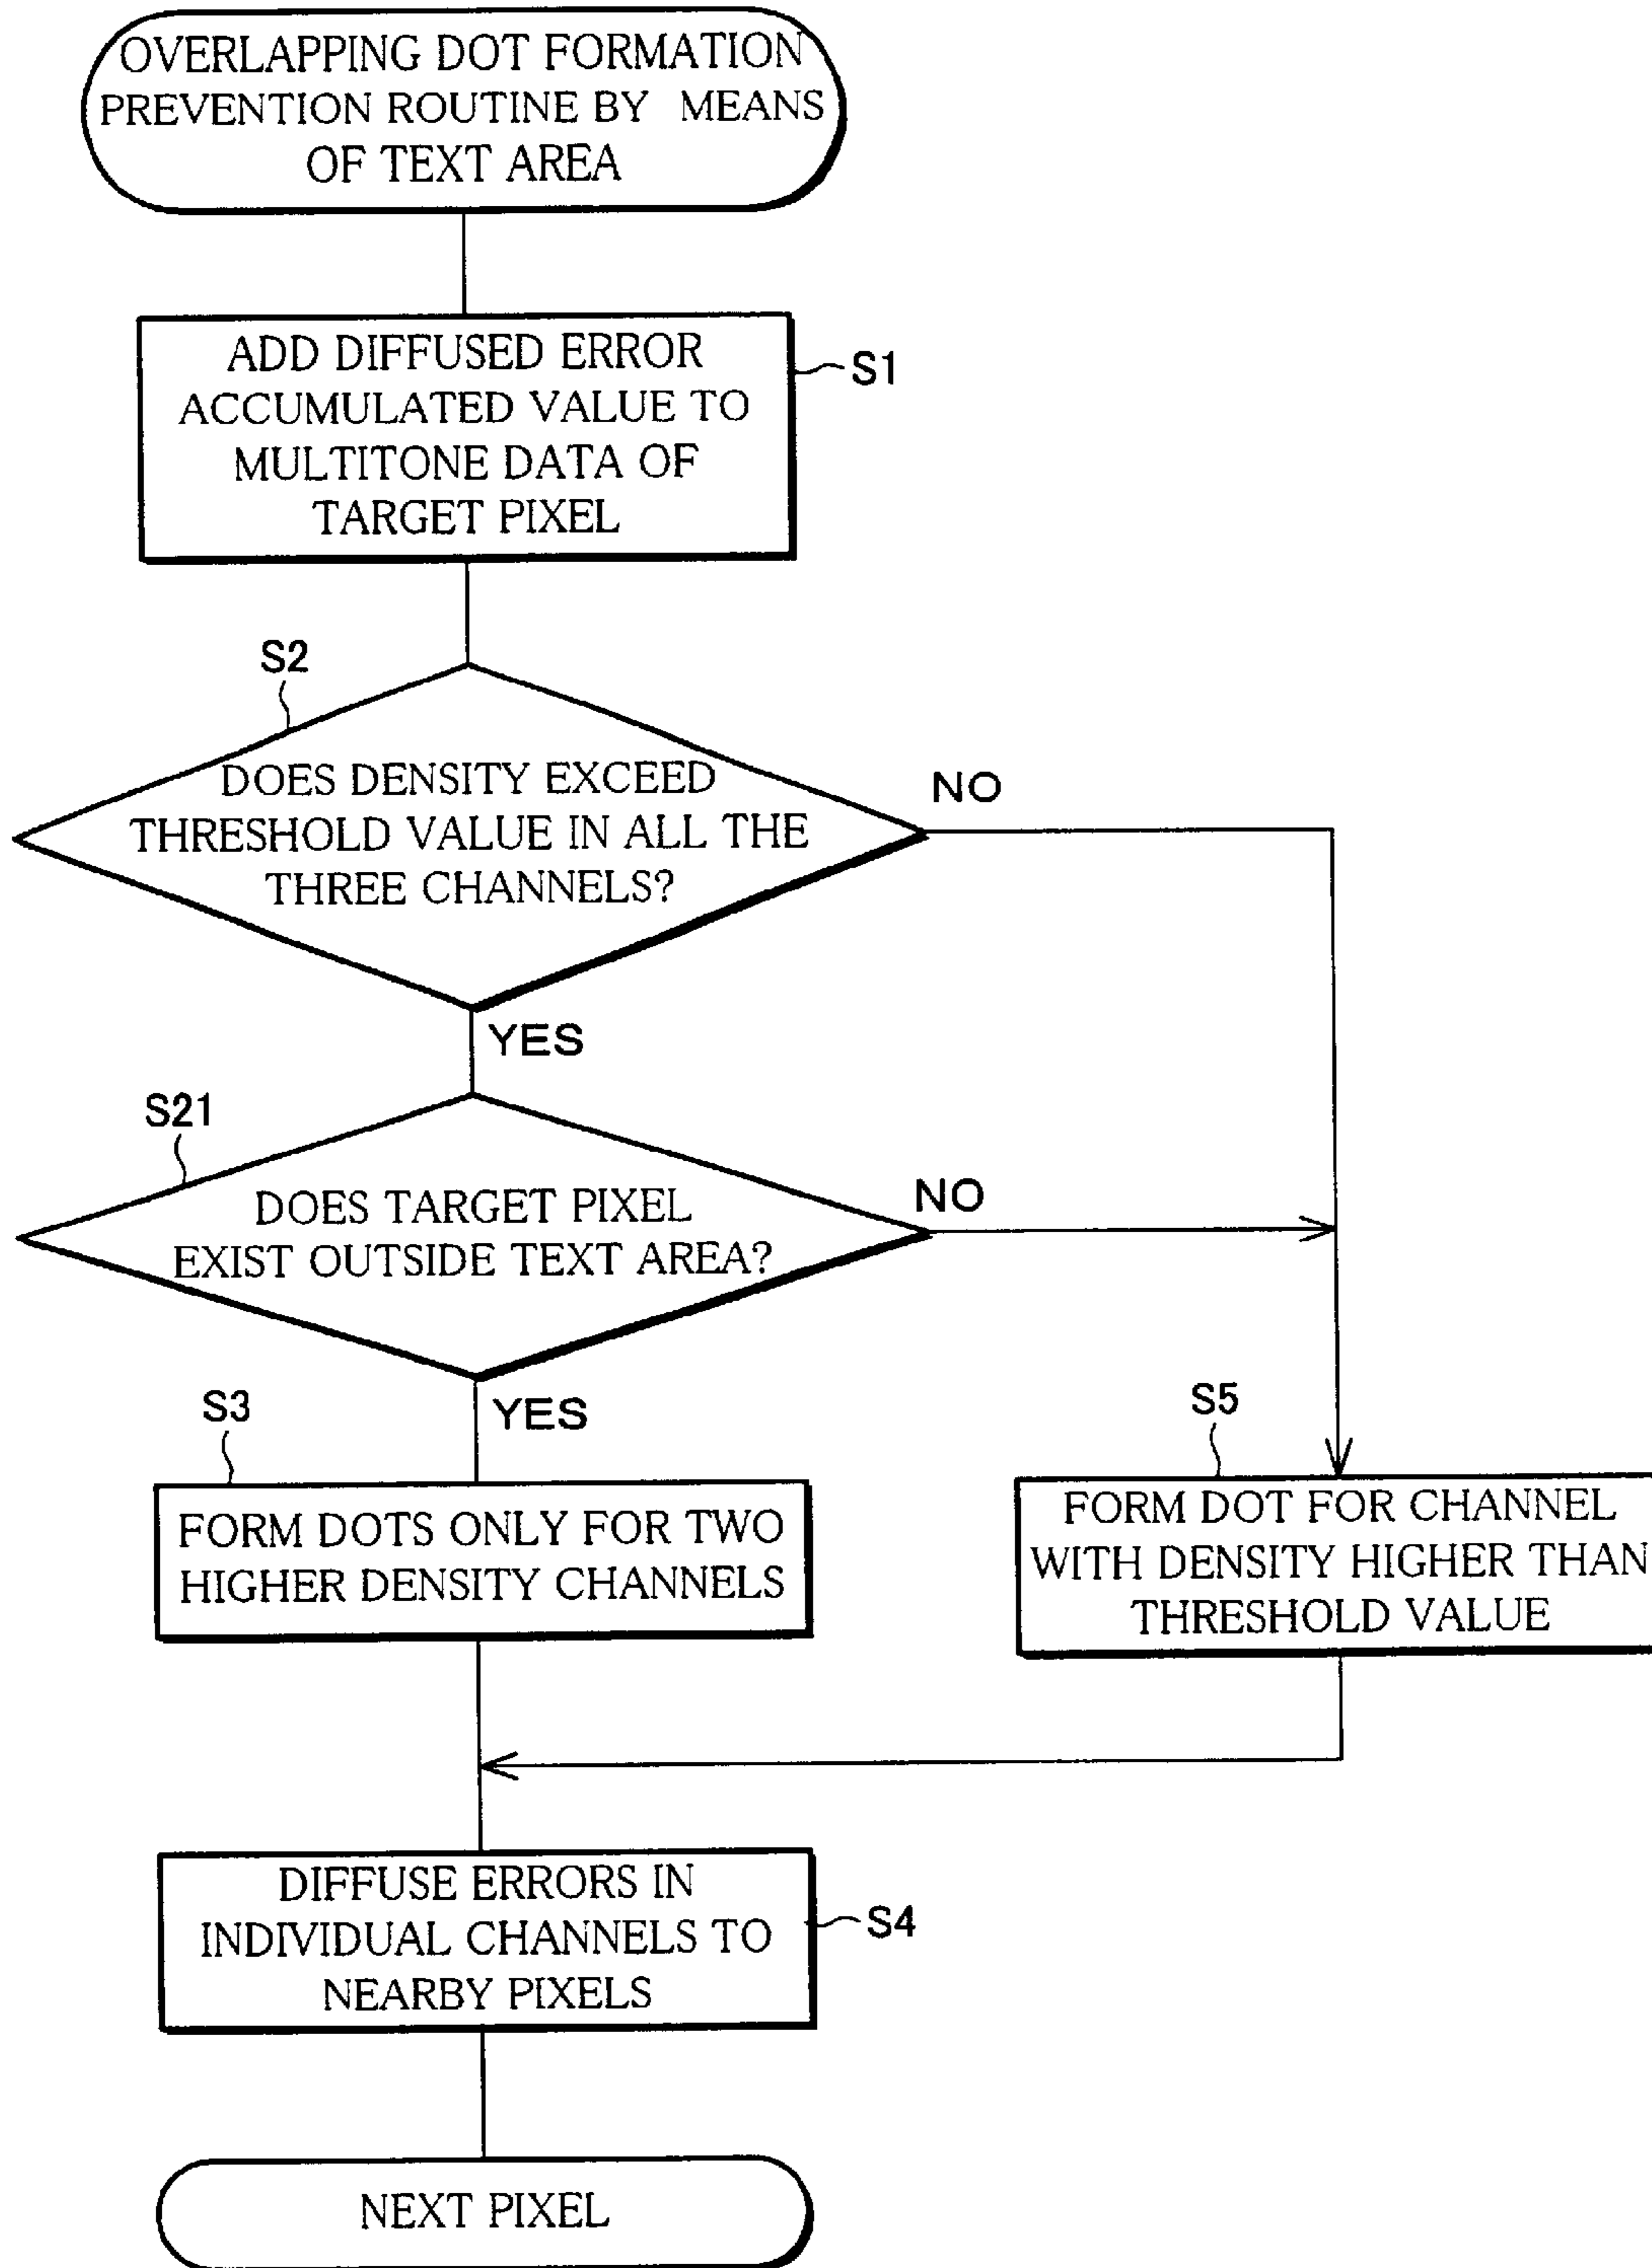 OVERLAPPING DOT FORMATION
PREVENTION ROUTINE BY MEANS
OF TEXT AREA
ADD DIFFUSED ERROR
ACCUMULATED VALUE TO
MULTITONE DATA OF
TARGET PIXEL
S1
S2
DOES DENSITY EXCEED
THRESHOLD VALUE IN ALL THE
THREE CHANNELS?
NO
YES
S21
DOES TARGET PIXEL
EXIST OUTSIDE TEXT AREA?
NO
YES
S3
FORM DOTS ONLY FOR TWO
HIGHER DENSITY CHANNELS
S5
FORM DOT FOR CHANNEL
WITH DENSITY HIGHER THAN
THRESHOLD VALUE
DIFFUSE ERRORS IN
INDIVIDUAL CHANNELS TO
NEARBY PIXELS
S4
NEXT PIXEL